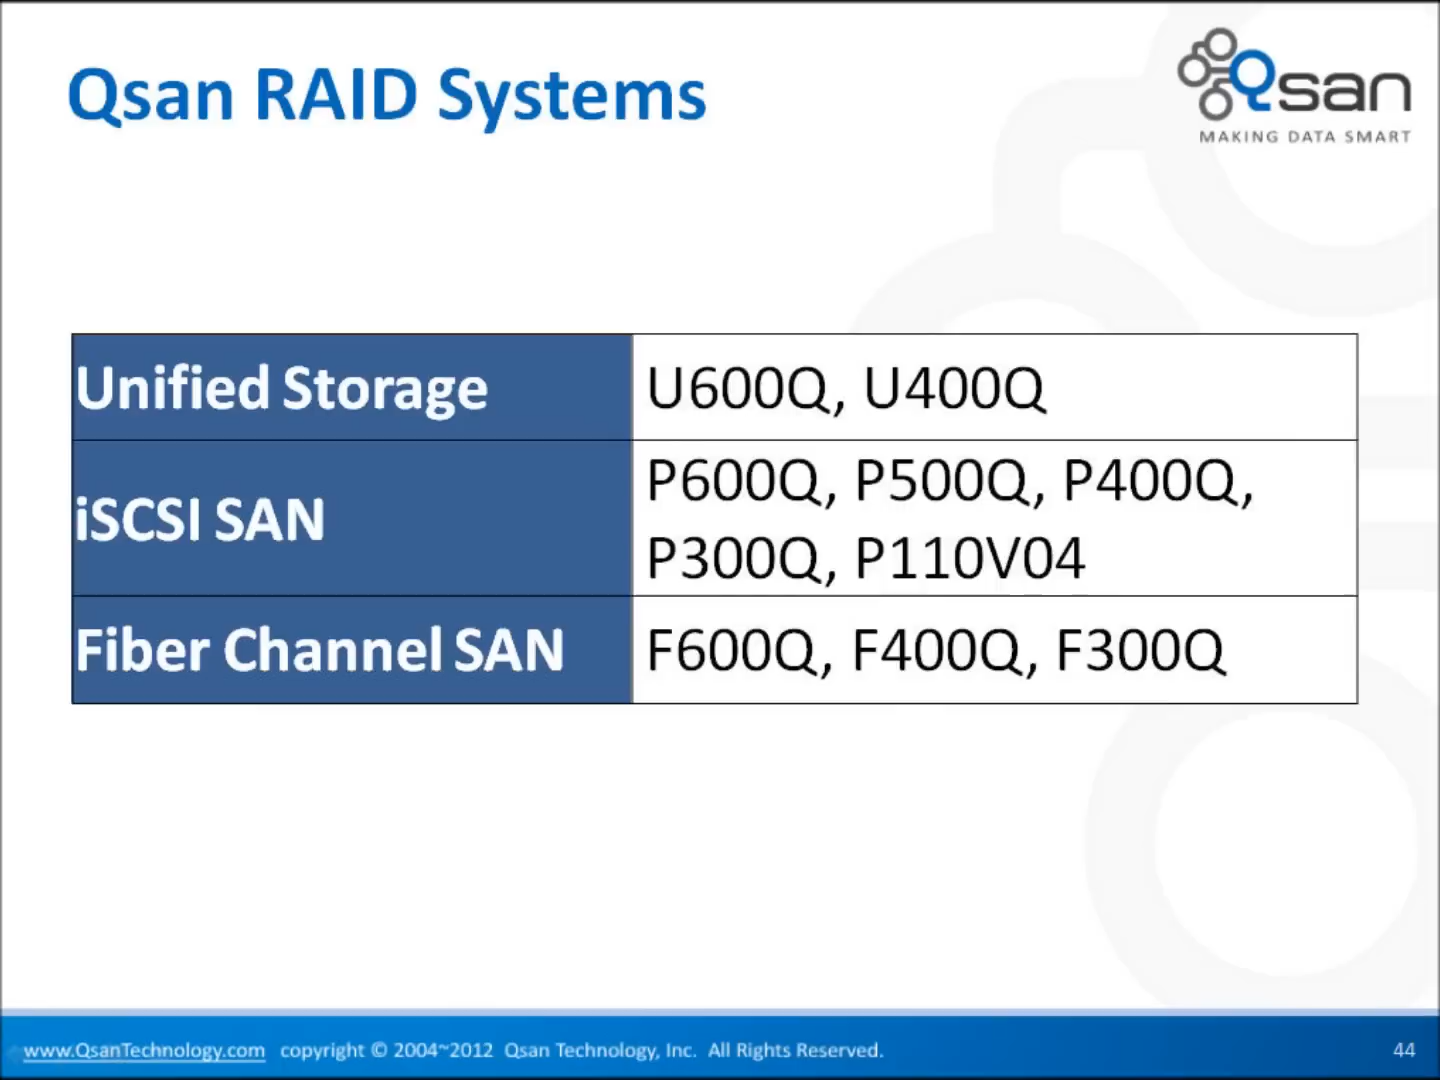 Qsan RAID Systems
Qsan
MAKING DATA SMART
Unified Storage
U600Q, U400Q
iSCSI SAN
P600Q, P500Q, P400Q,
P300Q, P110V04
Fiber Channel SAN
F600Q, F400Q, F300Q
www.QsanTechnology.com copyright © 2004~2012 Qsan Technology, Inc. All Rights Reserved.
44